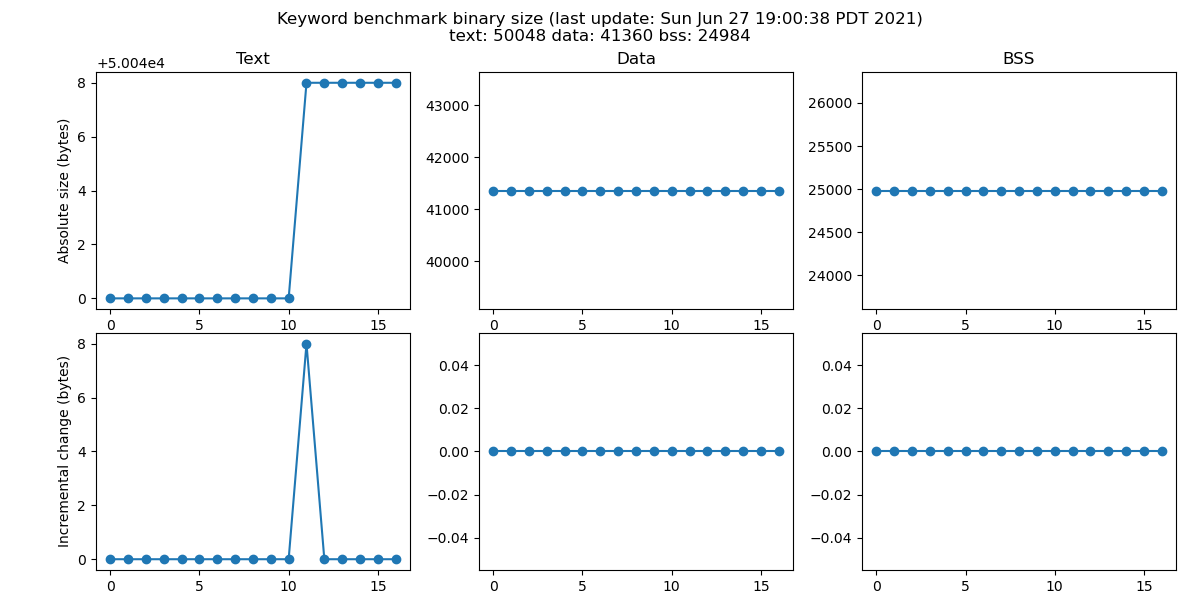 Keyword benchmark binary size (last update: Sun Jun 27 19:00:38 PDT 2021)
text: 50048 data: 41360 bss: 24984
Text
Data
BSS
+5.004e4
Absolute size (bytes)
8
6
4
2
0
0 5 10 15
43000
42000
41000
40000
0 5 10 15
26000
25500
25000
24500
24000
0 5 10 15
Incremental change (bytes)
8
6
4
2
0
0 5 10 15
0.04
0.02
0.00
−0.02
−0.04
0 5 10 15
0.04
0.02
0.00
−0.02
−0.04
0 5 10 15